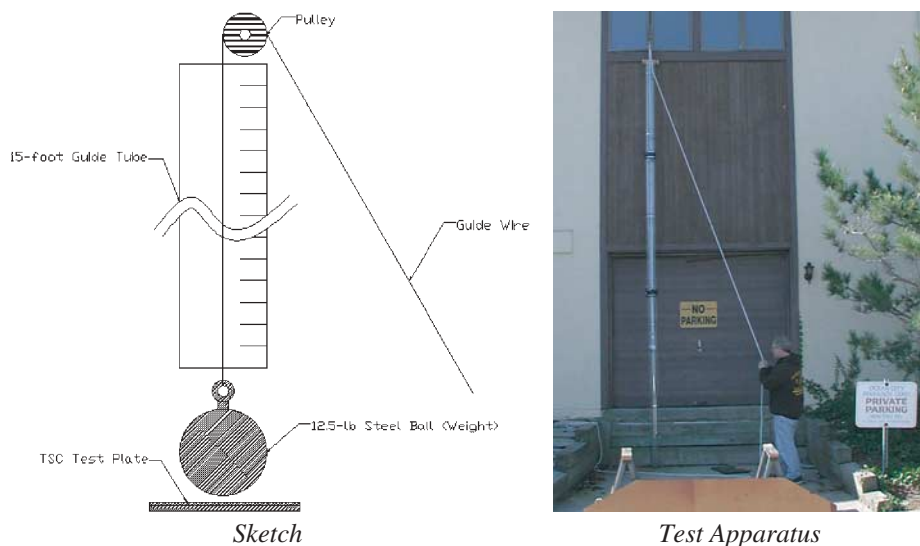 Pulley
15-foot Guide Tube
Guide Wire
12.5-lb Steel Ball (Weight)
TSC Test Plate
Sketch
NO
PARKING
PRIVATE
PARKING
Test Apparatus